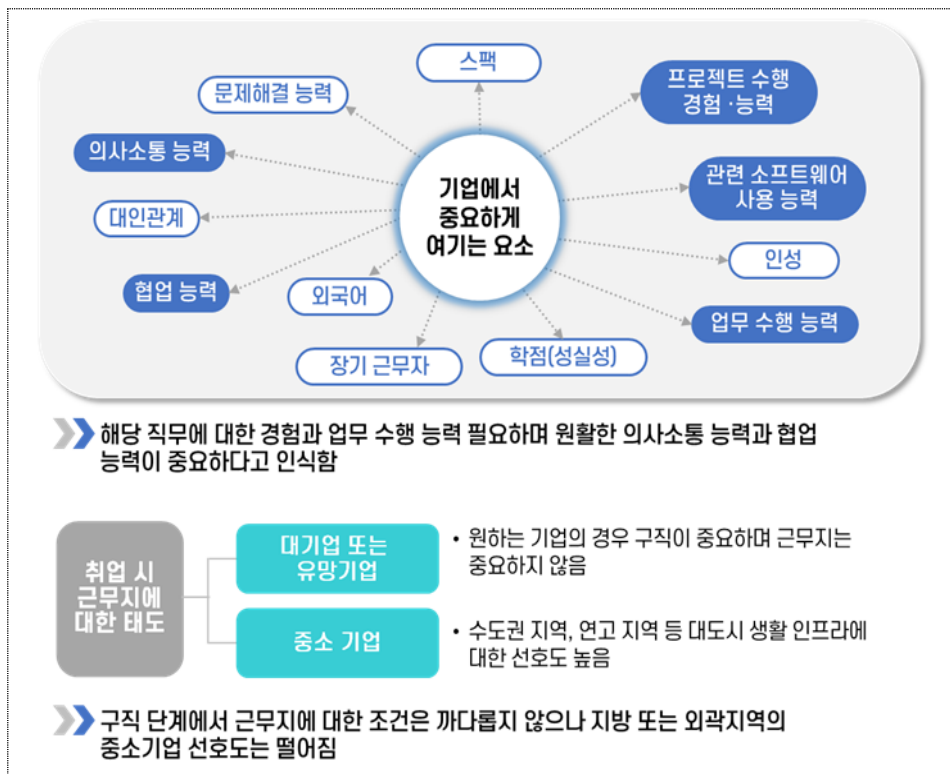 스팩
문제해결 능력
프로젝트 수행
경험 ·능력
의사소통 능력
관련 소프트웨어
사용 능력
기업에서
중요하게
여기는 요소
대인관계
인성
협업 능력
외국어
업무 수행 능력
장기 근무자
학점(성실성)
해당 직무에 대한 경험과 업무 수행 능력 필요하며 원활한 의사소통 능력과 협업
능력이 중요하다고 인식함
취업 시
근무지에
대한 태도
대기업 또는
유망기업
• 원하는 기업의 경우 구직이 중요하며 근무지는
중요하지 않음
중소 기업
• 수도권 지역, 연고 지역 등 대도시 생활 인프라에
대한 선호도 높음
구직 단계에서 근무지에 대한 조건은 까다롭지 않으나 지방 또는 외곽지역의
중소기업 선호도는 떨어짐